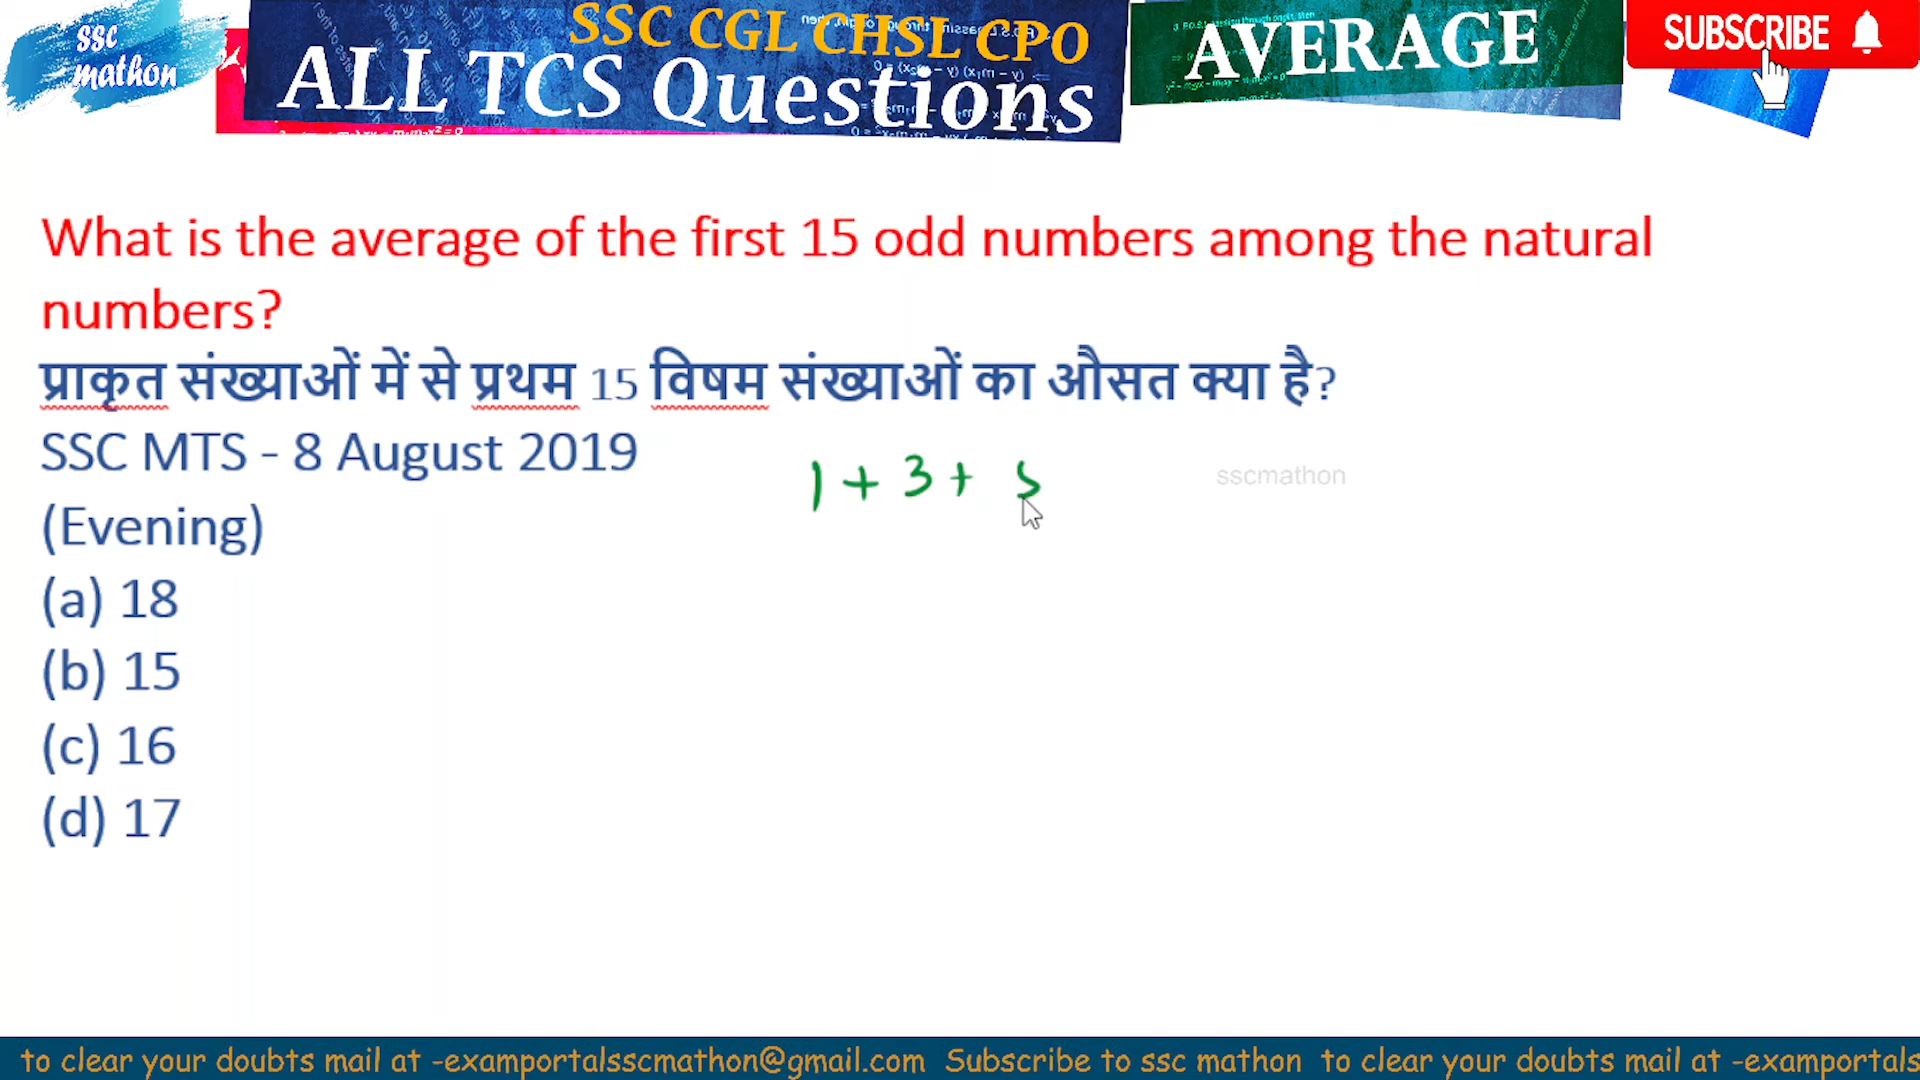 ssc
mathon
SSC CGL CHSL CPO
ALL TCS Questions
AVERAGE
SUBSCRIBE
What is the average of the first 15 odd numbers among the natural
numbers?
प्राकृत संख्याओं में से प्रथम 15 विषम संख्याओं का औसत क्या है?
SSC MTS - 8 August 2019
(Evening)
1 + 3 + 5
sscmathon
(a) 18
(b) 15
(c) 16
(d) 17
to clear your doubts mail at -examportalsscmathon@gmail.com Subscribe to ssc mathon to clear your doubts mail at -examportals